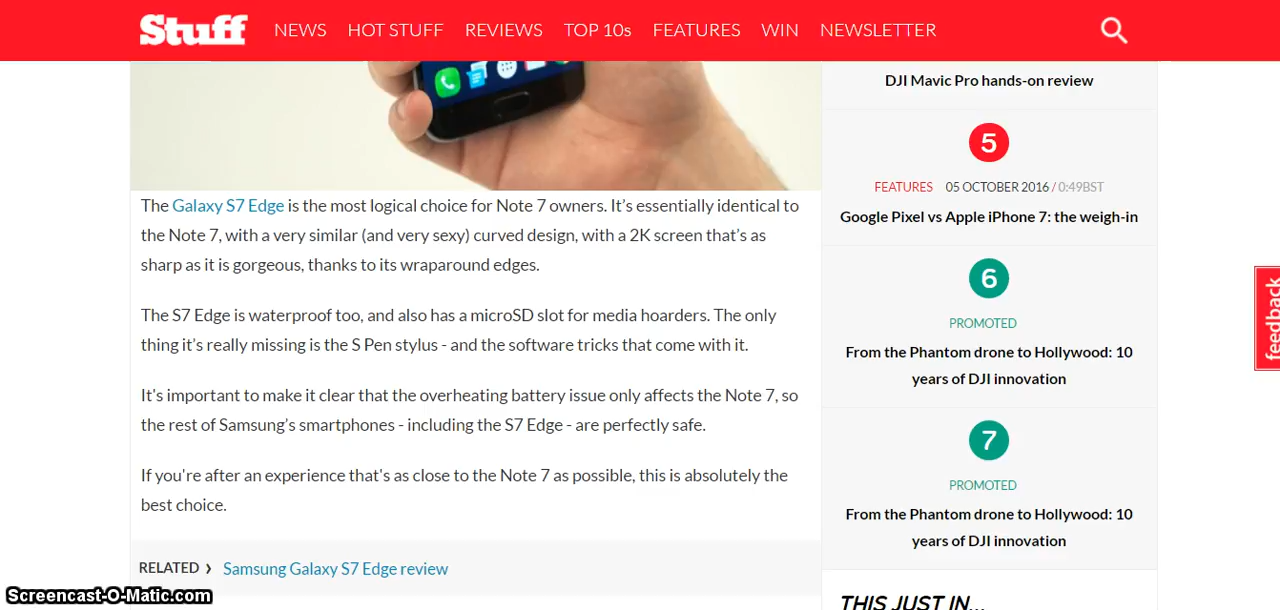 Stuff
NEWS HOT STUFF REVIEWS TOP 10s FEATURES WIN NEWSLETTER
The Galaxy S7 Edge is the most logical choice for Note 7 owners. It’s essentially identical to
the Note 7, with a very similar (and very sexy) curved design, with a 2K screen that’s as
sharp as it is gorgeous, thanks to its wraparound edges.
The S7 Edge is waterproof too, and also has a microSD slot for media hoarders. The only
thing it’s really missing is the S Pen stylus - and the software tricks that come with it.
It's important to make it clear that the overheating battery issue only affects the Note 7, so
the rest of Samsung’s smartphones - including the S7 Edge - are perfectly safe.
If you're after an experience that's as close to the Note 7 as possible, this is absolutely the
best choice.
RELATED › Samsung Galaxy S7 Edge review
DJI Mavic Pro hands-on review
5
FEATURES 05 OCTOBER 2016 / 0:49BST
Google Pixel vs Apple iPhone 7: the weigh-in
6
PROMOTED
From the Phantom drone to Hollywood: 10
years of DJI innovation
7
PROMOTED
From the Phantom drone to Hollywood: 10
years of DJI innovation
THIS JUST IN...
feedback
Screencast-O-Matic.com